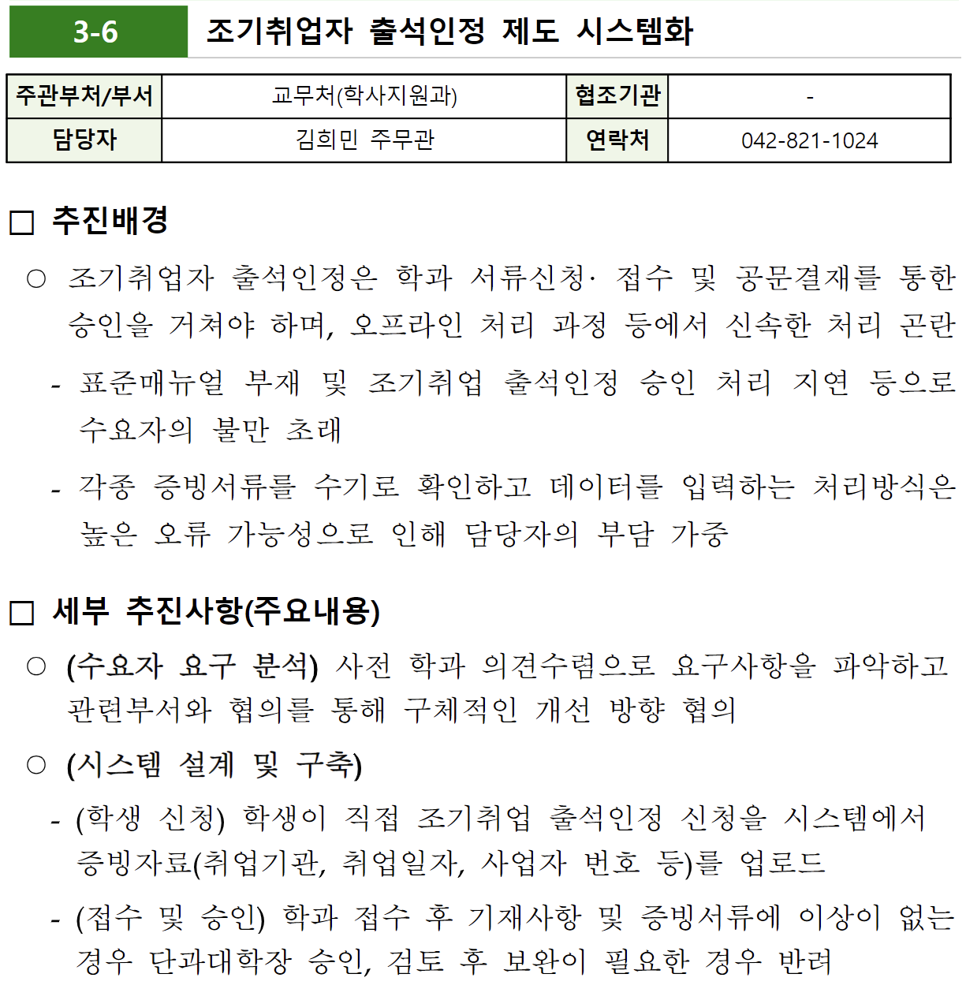 3-6 조기취업자 출석인정 제도 시스템화
주관부처/부서 교무처(학사지원과) 협조기관 -
담당자 김희민 주무관 연락처 042-821-1024
□ 추진배경
○ 조기취업자 출석인정은 학과 서류신청· 접수 및 공문결재를 통한
승인을 거쳐야 하며, 오프라인 처리 과정 등에서 신속한 처리 곤란
- 표준매뉴얼 부재 및 조기취업 출석인정 승인 처리 지연 등으로
수요자의 불만 초래
- 각종 증빙서류를 수기로 확인하고 데이터를 입력하는 처리방식은
높은 오류 가능성으로 인해 담당자의 부담 가중
□ 세부 추진사항(주요내용)
○ (수요자 요구 분석) 사전 학과 의견수렴으로 요구사항을 파악하고
관련부서와 협의를 통해 구체적인 개선 방향 협의
○ (시스템 설계 및 구축)
- (학생 신청) 학생이 직접 조기취업 출석인정 신청을 시스템에서
증빙자료(취업기관, 취업일자, 사업자 번호 등)를 업로드
- (접수 및 승인) 학과 접수 후 기재사항 및 증빙서류에 이상이 없는
경우 단과대학장 승인, 검토 후 보완이 필요한 경우 반려